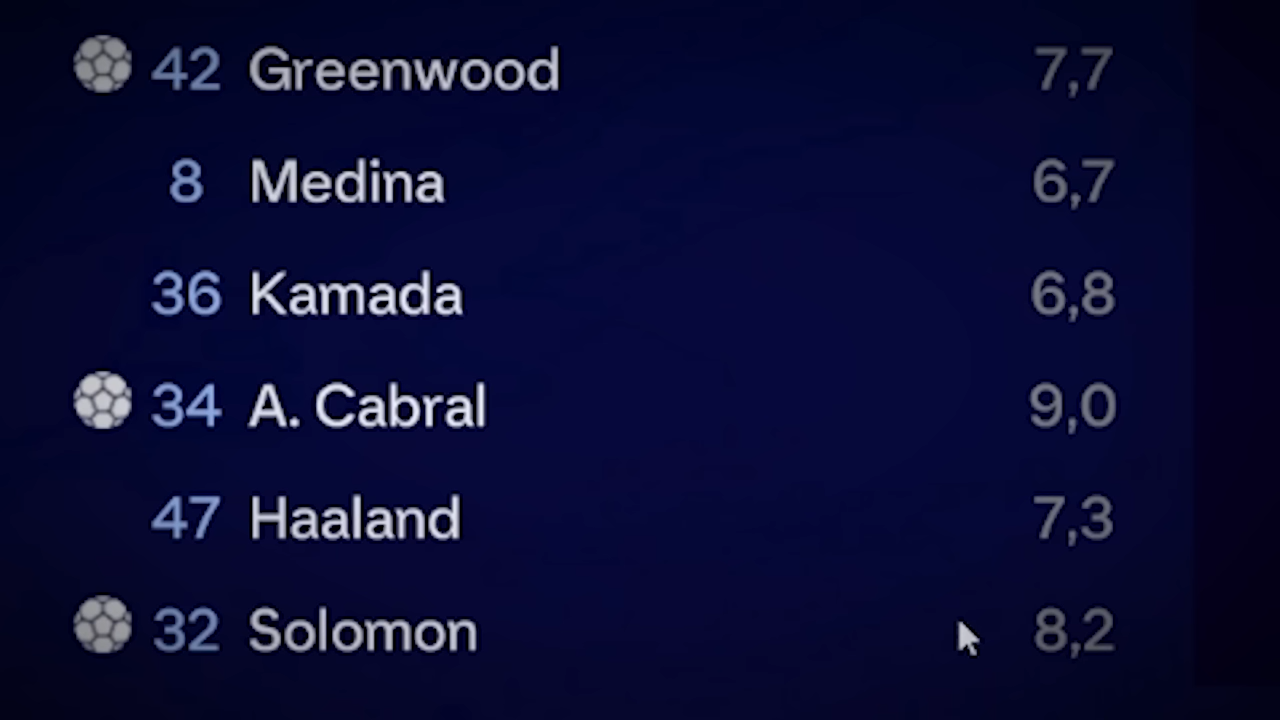 42 Greenwood 7,7
8 Medina 6,7
36 Kamada 6,8
34 A. Cabral 9,0
47 Haaland 7,3
32 Solomon 8,2